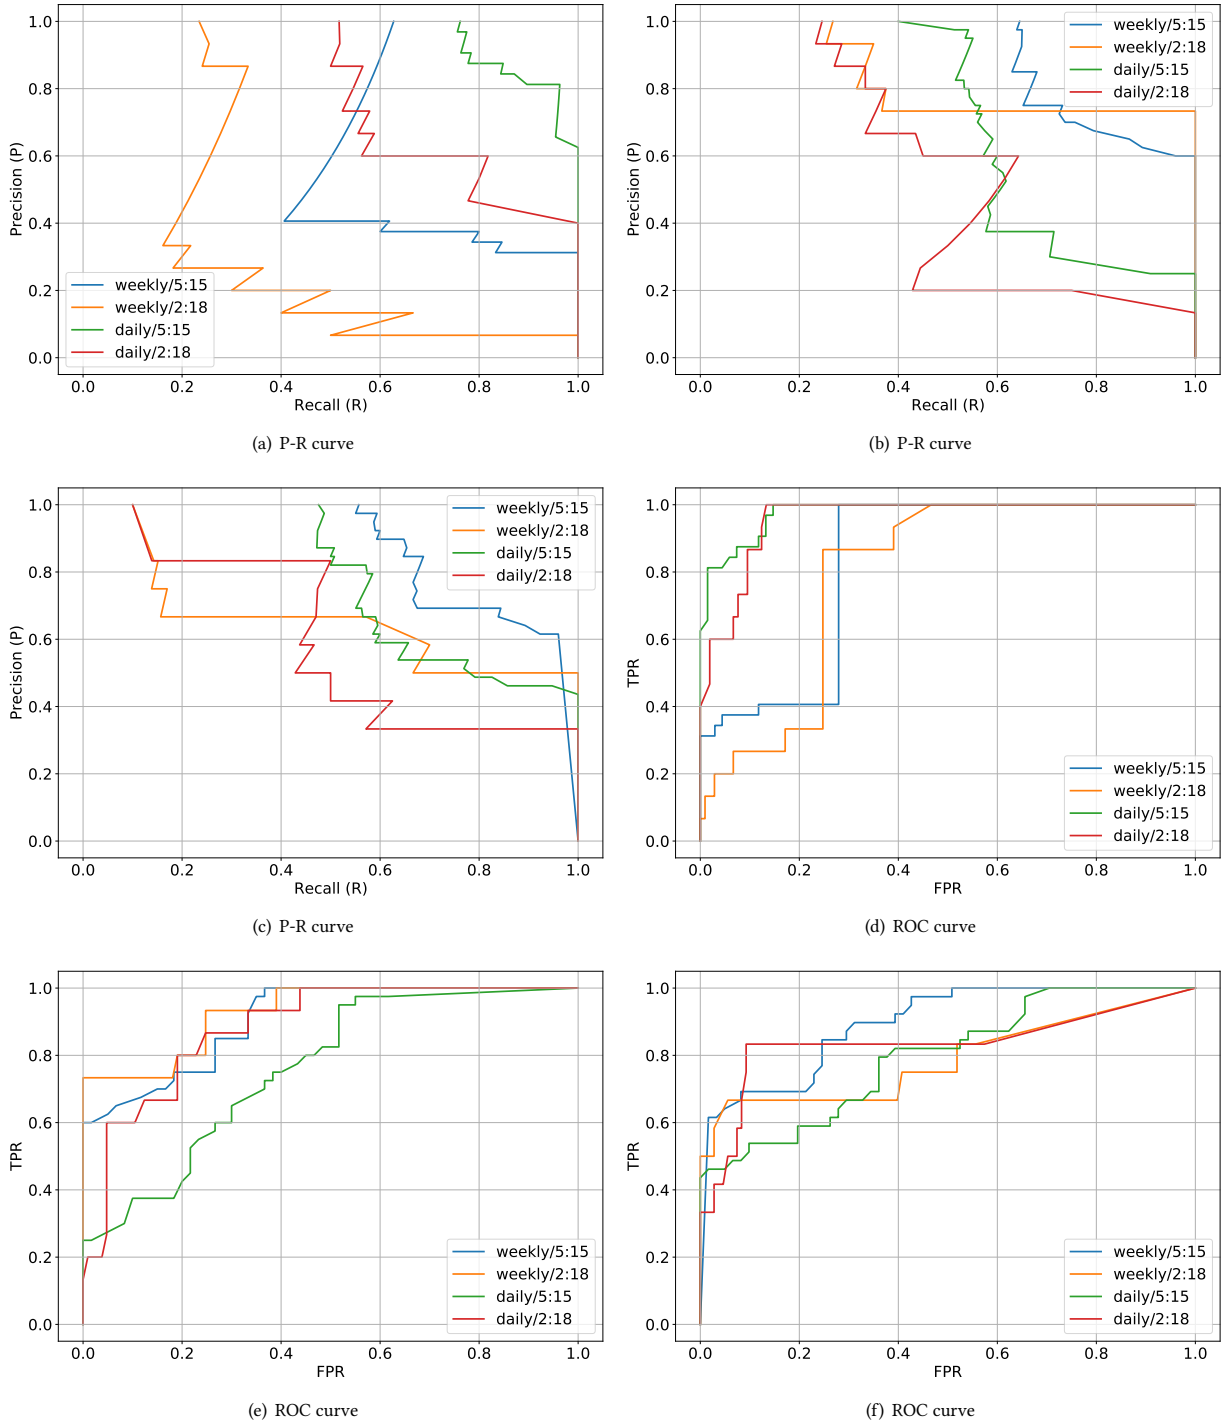 1.0
0.8
0.6
0.4
0.2
0.0
Precision (P)
weekly/5:15
weekly/2:18
daily/5:15
daily/2:18
0.0 0.2 0.4 0.6 0.8 1.0
Recall (R)
(a) P-R curve
1.0
0.8
0.6
0.4
0.2
0.0
Precision (P)
weekly/5:15
weekly/2:18
daily/5:15
daily/2:18
0.0 0.2 0.4 0.6 0.8 1.0
Recall (R)
(b) P-R curve
1.0
0.8
0.6
0.4
0.2
0.0
Precision (P)
weekly/5:15
weekly/2:18
daily/5:15
daily/2:18
0.0 0.2 0.4 0.6 0.8 1.0
Recall (R)
(c) P-R curve
1.0
0.8
0.6
0.4
0.2
0.0
TPR
weekly/5:15
weekly/2:18
daily/5:15
daily/2:18
0.0 0.2 0.4 0.6 0.8 1.0
FPR
(d) ROC curve
1.0
0.8
0.6
0.4
0.2
0.0
TPR
weekly/5:15
weekly/2:18
daily/5:15
daily/2:18
0.0 0.2 0.4 0.6 0.8 1.0
FPR
(e) ROC curve
1.0
0.8
0.6
0.4
0.2
0.0
TPR
weekly/5:15
weekly/2:18
daily/5:15
daily/2:18
0.0 0.2 0.4 0.6 0.8 1.0
FPR
(f) ROC curve